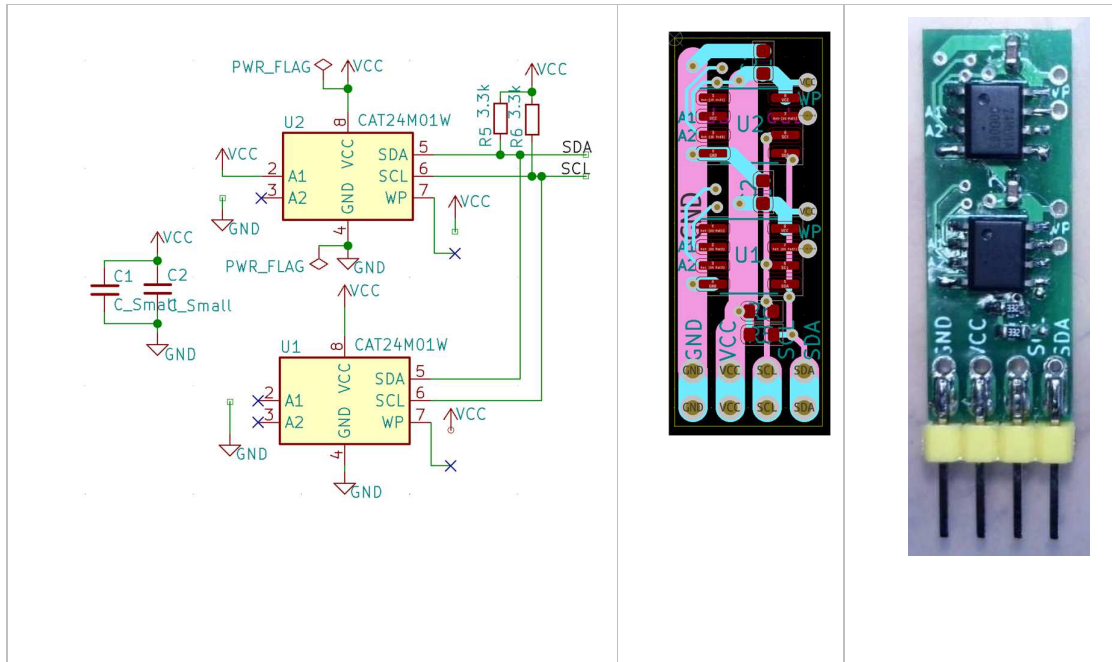 PWR_FLAG
VCC
VCC
U2
CAT24M01W
R5 3.3k
R6 3.3k
8
VCC
SDA
5
SDA
VCC
2
A1
SCL
6
SCL
3
A2
GND
WP
7
VCC
4
GND
PWR_FLAG
GND
VCC
C1
C2
C_Small
C_Small
GND
VCC
U1
CAT24M01W
8
VCC
SDA
5
2
A1
SCL
6
3
A2
GND
WP
7
VCC
GND
4
GND
VCC
WP
A1
U2
A2
GND
VCC
WP
A1
U1
A2
GND
VCC
SCL
SDA
GND
VCC
SCL
SDA
GND
VCC
SCL
SDA
A1
A2
WP
WP
A2
GND
VCC
SDA